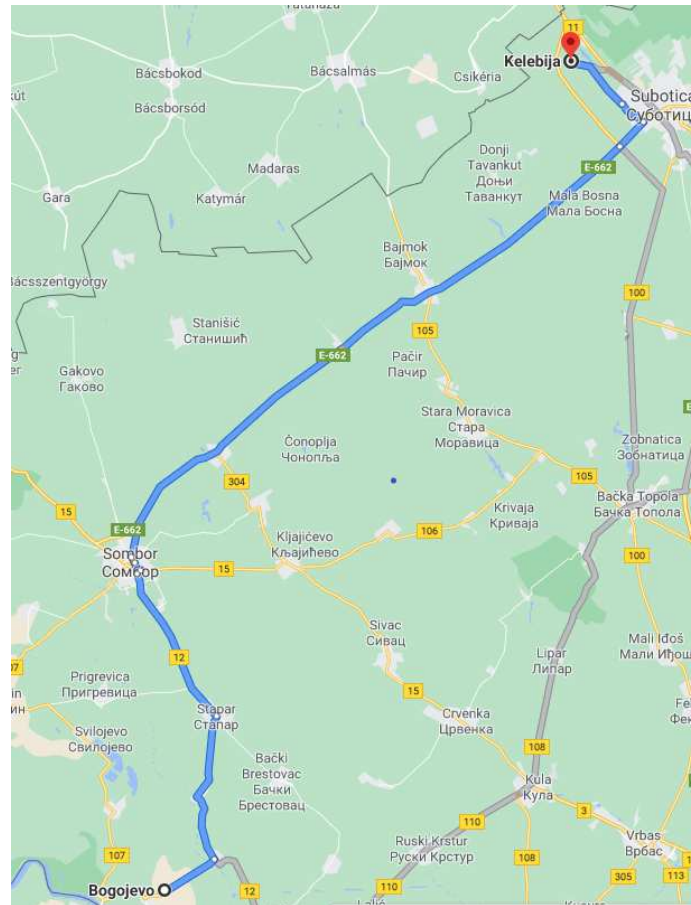 11
Bácsbokod
Bácsalmás
Csikéria
Kelebija
Bácsborsód
Subotica
Суботица
Donji
Tavankut
Доњи
Таванкут
E-662
Madaras
Gara
Katymár
Mala Bosna
Мала Босна
Bajmok
Бајмок
Bácsszentgyörgy
100
Stanišić
Станишић
105
E-662
Pačir
Пачир
Gakovo
Гаково
Stara Moravica
Стара
Моравица
Čonoplja
Чонопља
Zobnatica
Зобнатица
304
105
15
Bačka Topola
Бачка Топола
Krivaja
Криваја
E-662
106
Kljajićevo
Кљајићево
Sombor
Сомбор
15
100
Sivac
Сивац
Mali Iđoš
Мали Иђош
12
Lipar
Липар
Prigrevica
Пригревица
15
Stapar
Стапар
Crvenka
Црвенка
Svilojevo
Свилојево
108
Bački
Brestovac
Бачки
Брестовац
Kula
Кула
3
110
Ruski Krstur
Руски Крстур
Vrbas
Врбас
107
108
Bogojevo
12
110
305
113